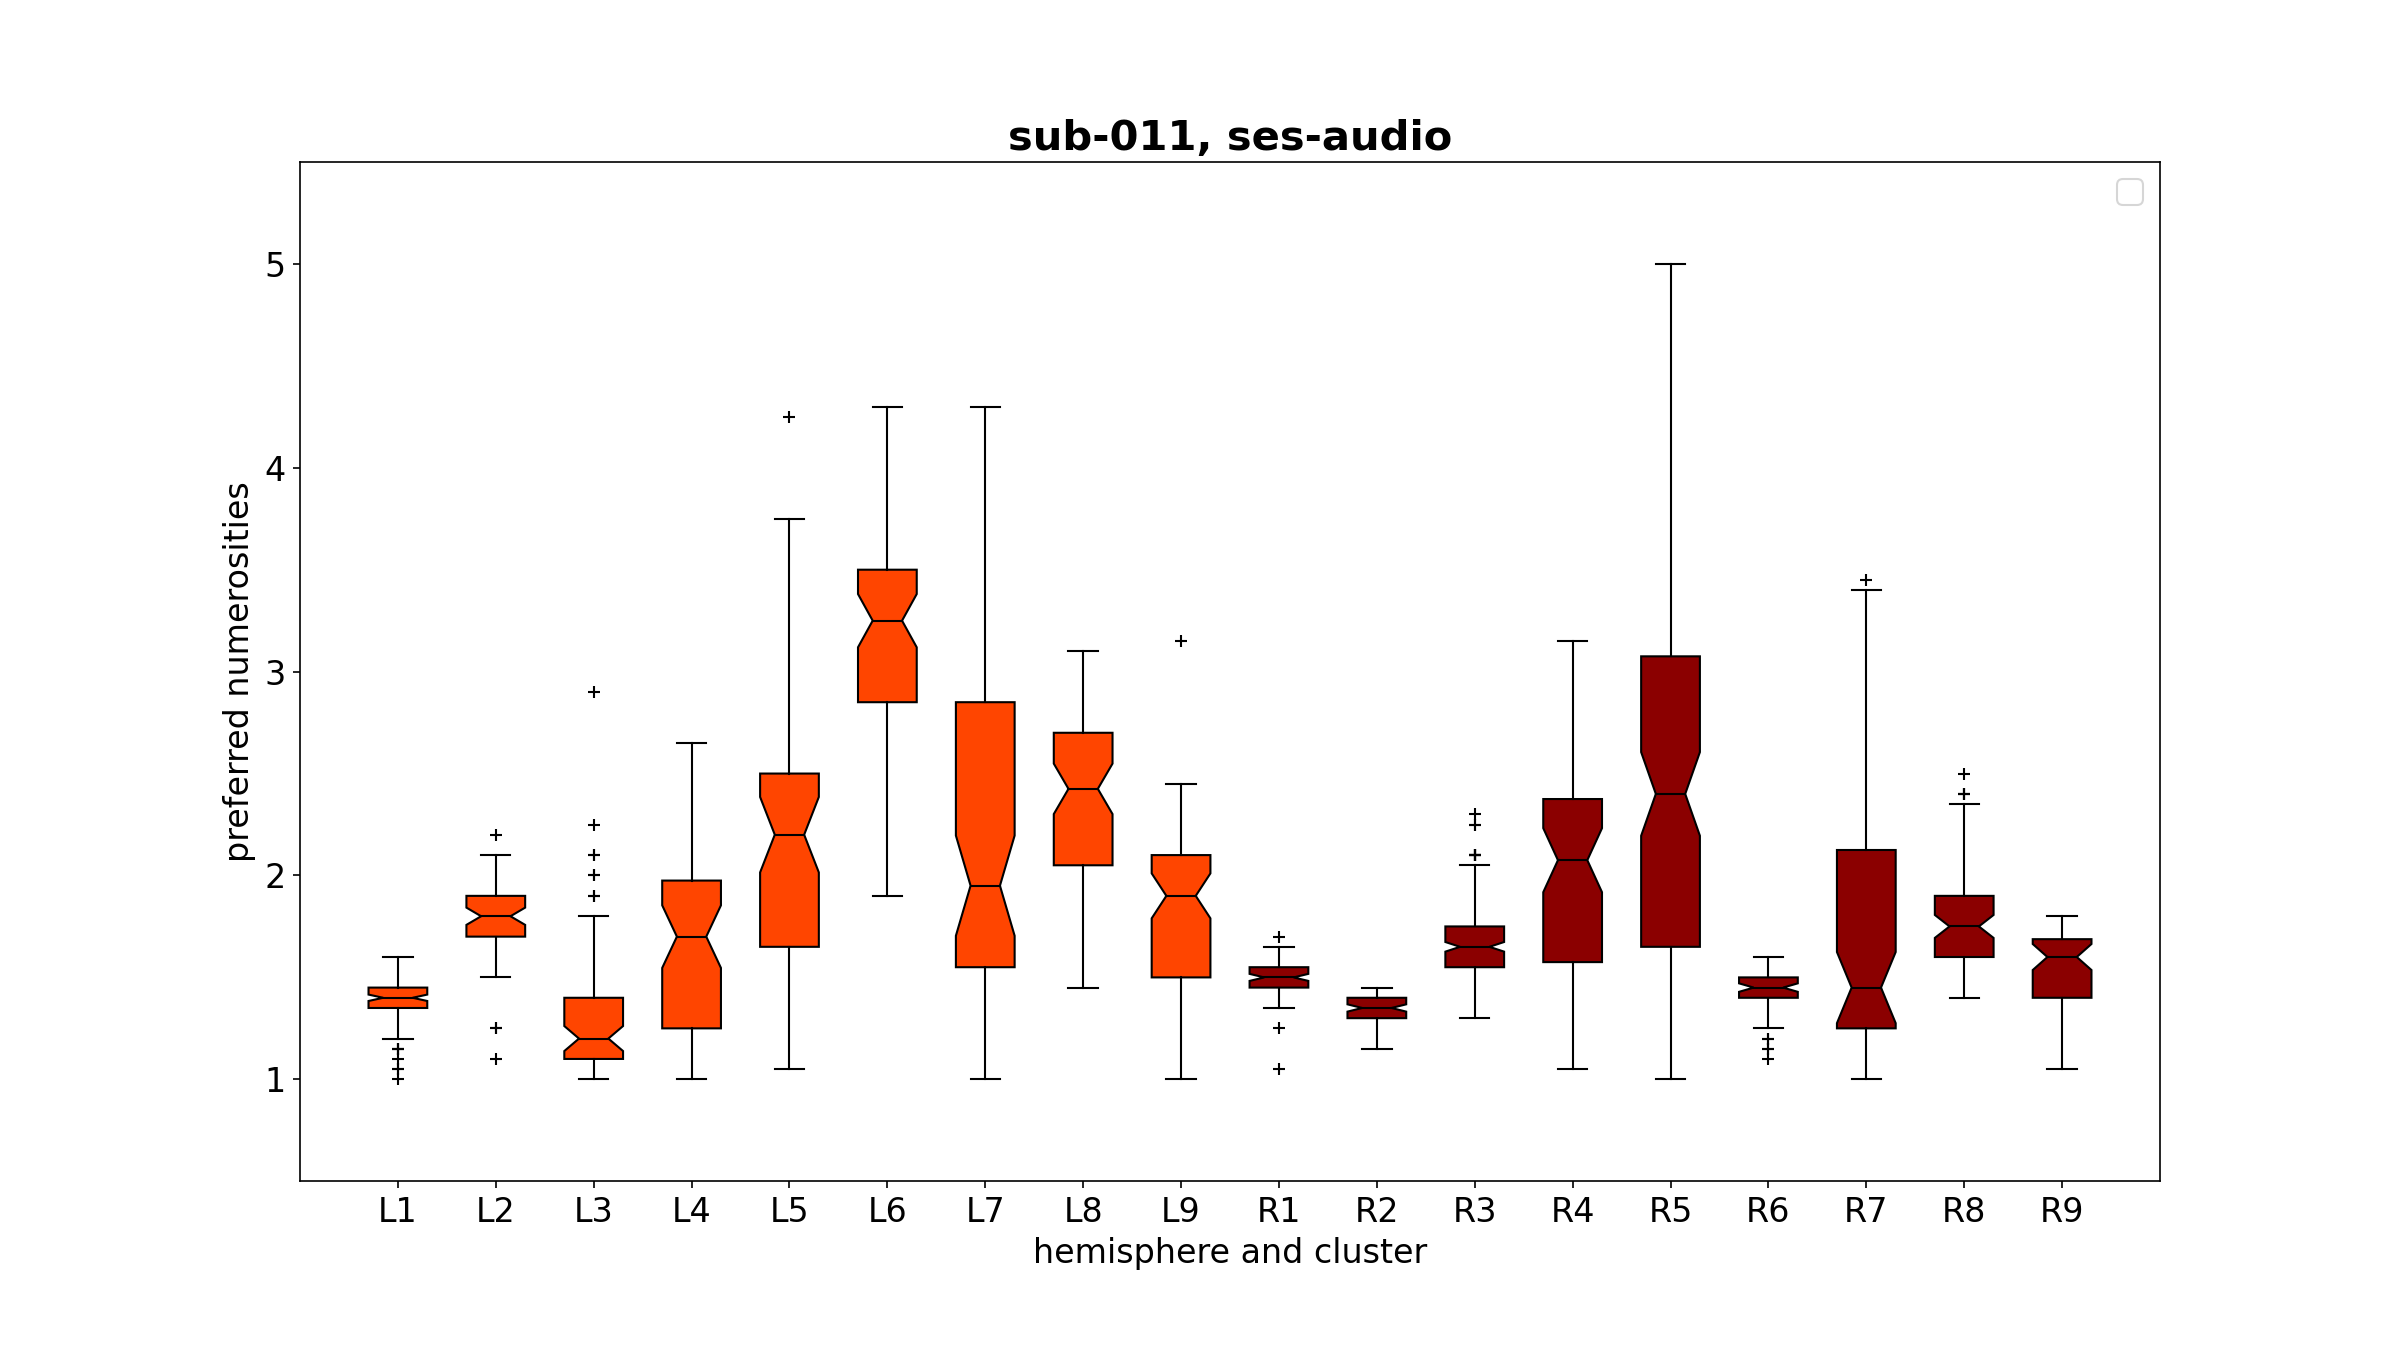 sub-011, ses-audio
5
4
3
2
1
preferred numerosities
L1 L2 L3 L4 L5 L6 L7 L8 L9 R1 R2 R3 R4 R5 R6 R7 R8 R9
hemisphere and cluster